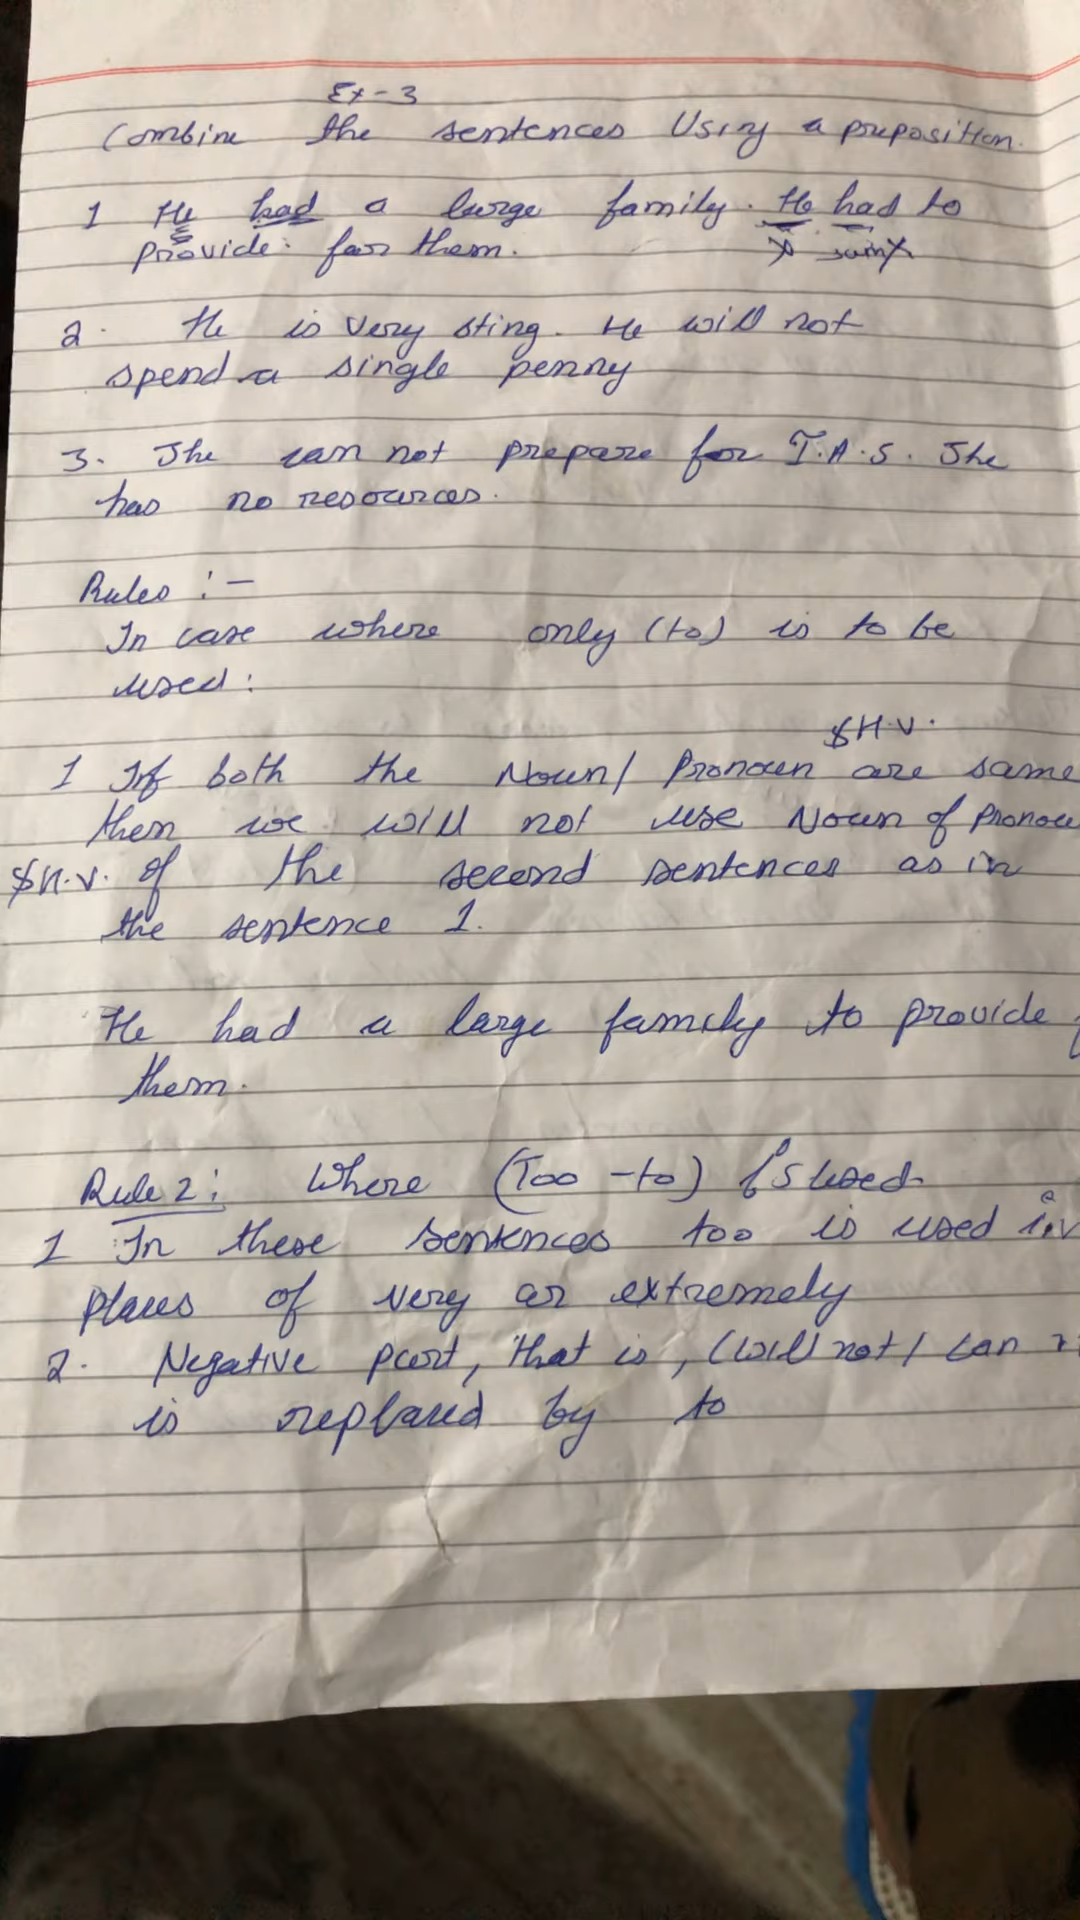 Ex-3
Combine the sentences Using a preposition.
1 He had a large family. He had to
provide for them.
2. He is very sting. He will not
spend a single penny
3. She can not prepare for I.A.S. She
has no resources.
Rules :-
In case where only (to) is to be
used:
$H.V.
1 If both the Noun/ Pronoun are same
then we will not use Noun of Pronou
$H.V. of the second sentences as in
the sentence 1.
He had a large family to provide
them.
Rule 2: Where (Too -to) is used
1 In these sentences too is used in
places of very or extremely
2. Negative part, that is, (will not/ can
is replaced by to